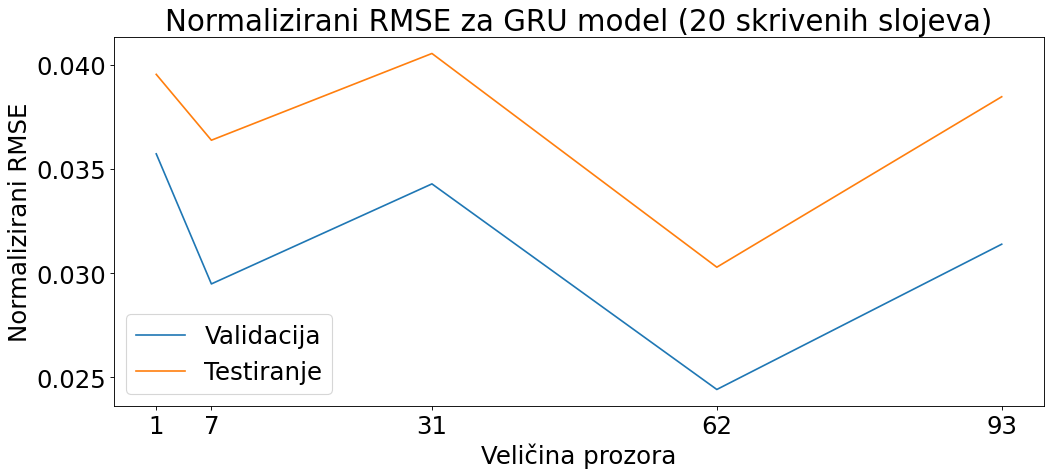 Normalizirani RMSE za GRU model (20 skrivenih slojeva)
Normalizirani RMSE
0.040
0.035
0.030
0.025
Validacija
Testiranje
1 7 31 62 93
Veličina prozora